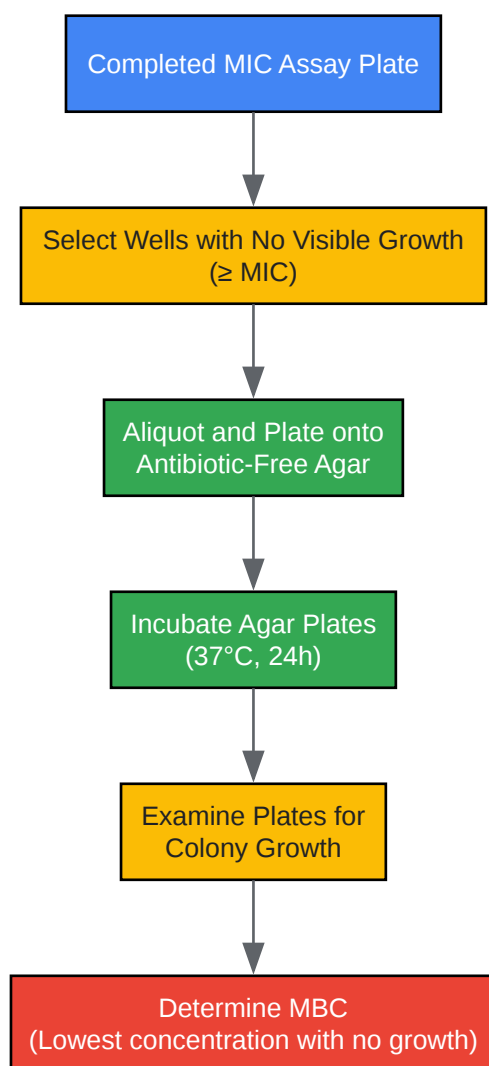 Completed MIC Assay Plate
Select Wells with No Visible Growth
(≥ MIC)
Aliquot and Plate onto
Antibiotic-Free Agar
Incubate Agar Plates
(37°C, 24h)
Examine Plates for
Colony Growth
Determine MBC
(Lowest concentration with no growth)